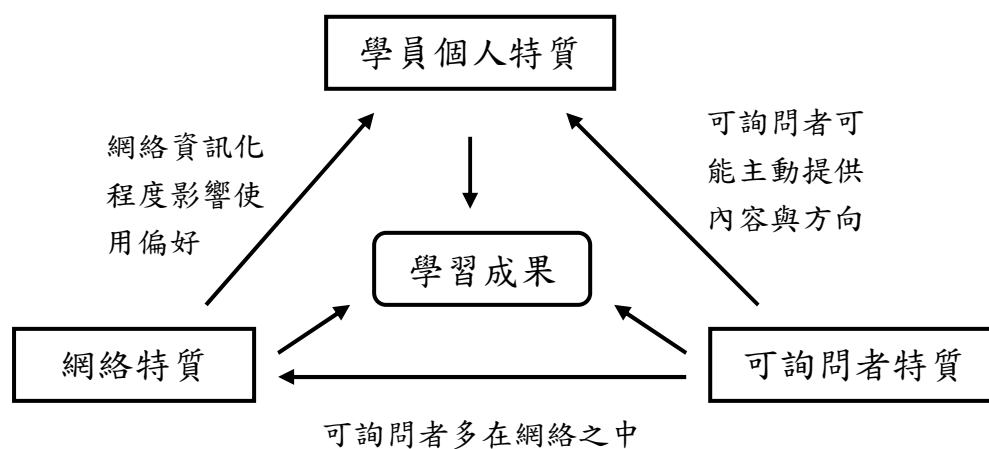 學員個人特質
網絡資訊化
程度影響使
用偏好
可詢問者可
能主動提供
內容與方向
學習成果
網絡特質
可詢問者特質
可詢問者多在網絡之中